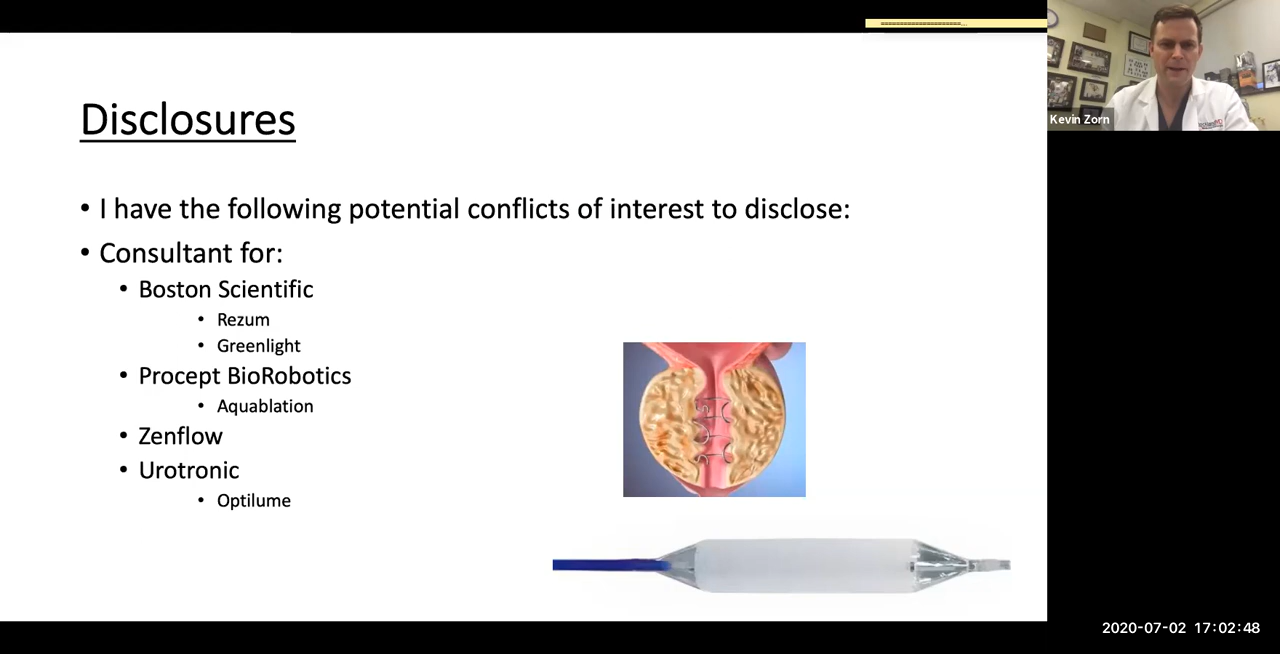 Disclosures
• I have the following potential conflicts of interest to disclose:
• Consultant for:
• Boston Scientific
• Rezum
• Greenlight
• Procept BioRobotics
• Aquablation
• Zenflow
• Urotronic
• Optilume
Kevin Zorn
2020-07-02 17:02:48